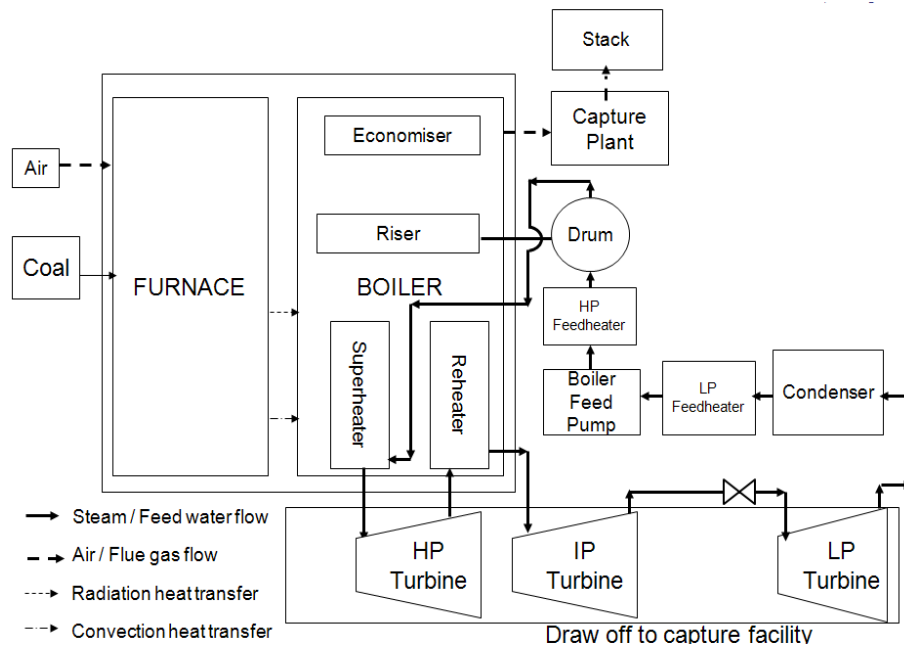 Stack
Capture
Plant
Economiser
Air
Riser
Drum
Coal
FURNACE
BOILER
HP
Feedheater
Superheater
Reheater
Boiler
Feed
Pump
LP
Feedheater
Condenser
Steam / Feed water flow
Air / Flue gas flow
Radiation heat transfer
Convection heat transfer
HP
Turbine
IP
Turbine
LP
Turbine
Draw off to capture facility